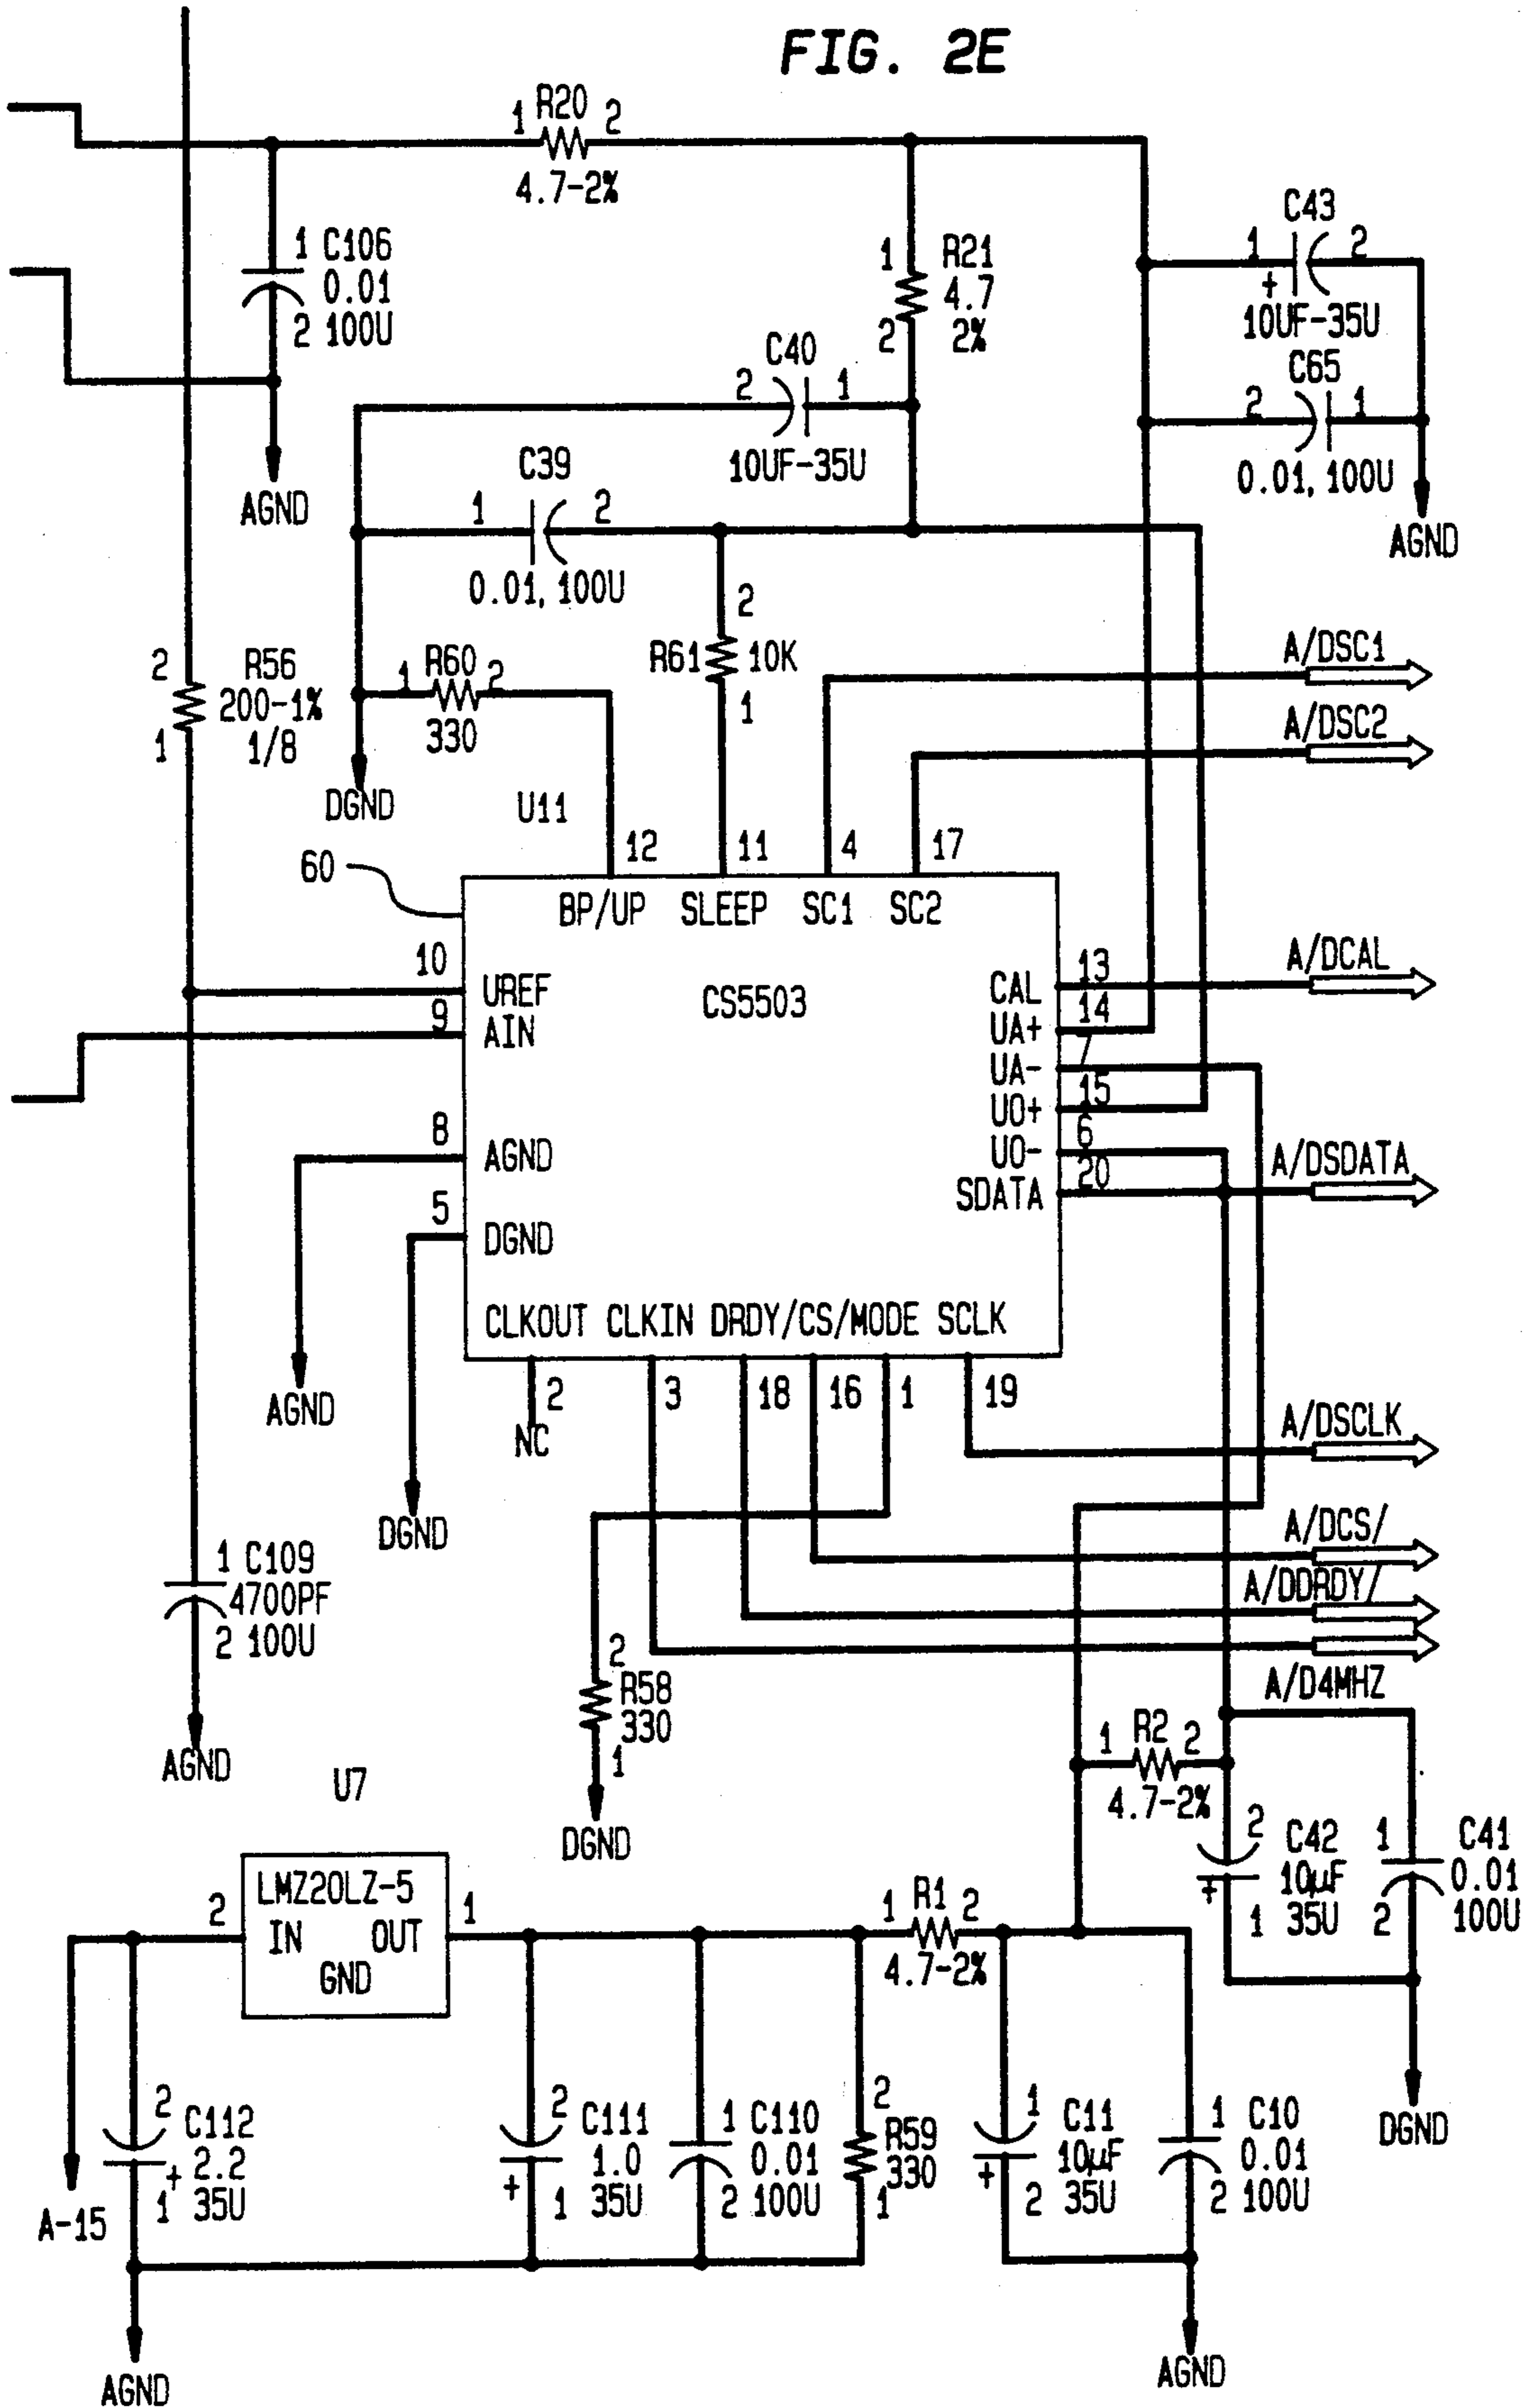 FIG. 2E
1 R20 2
4.7-2%
1 C106
0.01
2 100U
AGND
1 R21
4.7
2 2%
C43
1 2
+
10UF-35U
C65
2 1
0.01, 100U
AGND
C40
2 1
10UF-35U
C39
1 2
0.01, 100U
2
R61 10K
1
1 R60 2
330
DGND
2 R56
200-1%
1 1/8
A/DSC1
A/DSC2
U11
60
12 11 4 17
BP/UP SLEEP SC1 SC2
CS5503
10
UREF
9
AIN
8
AGND
5
DGND
CAL 13
UA+ 14
UA- 7
UO+ 15
UO- 6
SDATA 20
A/DCAL
A/DSDATA
CLKOUT CLKIN DRDY/CS/MODE SCLK
2 3 18 16 1 19
NC
AGND
DGND
A/DSCLK
A/DCS/
A/DDRDY/
A/D4MHZ
1 C109
4700PF
2 100U
AGND
2
R58
330
1
DGND
1 R2 2
4.7-2%
2 C42
10µF
+
1 35U
1 C41
0.01
2 100U
DGND
U7
LMZ20LZ-5
2 IN OUT 1
GND
1 R1 2
4.7-2%
A-15
2 C112
+ 2.2
1 35U
2 C111
1.0
+
1 35U
1 C110
0.01
2 100U
2
R59
330
1
1 C11
10µF
+
2 35U
1 C10
0.01
2 100U
AGND
AGND